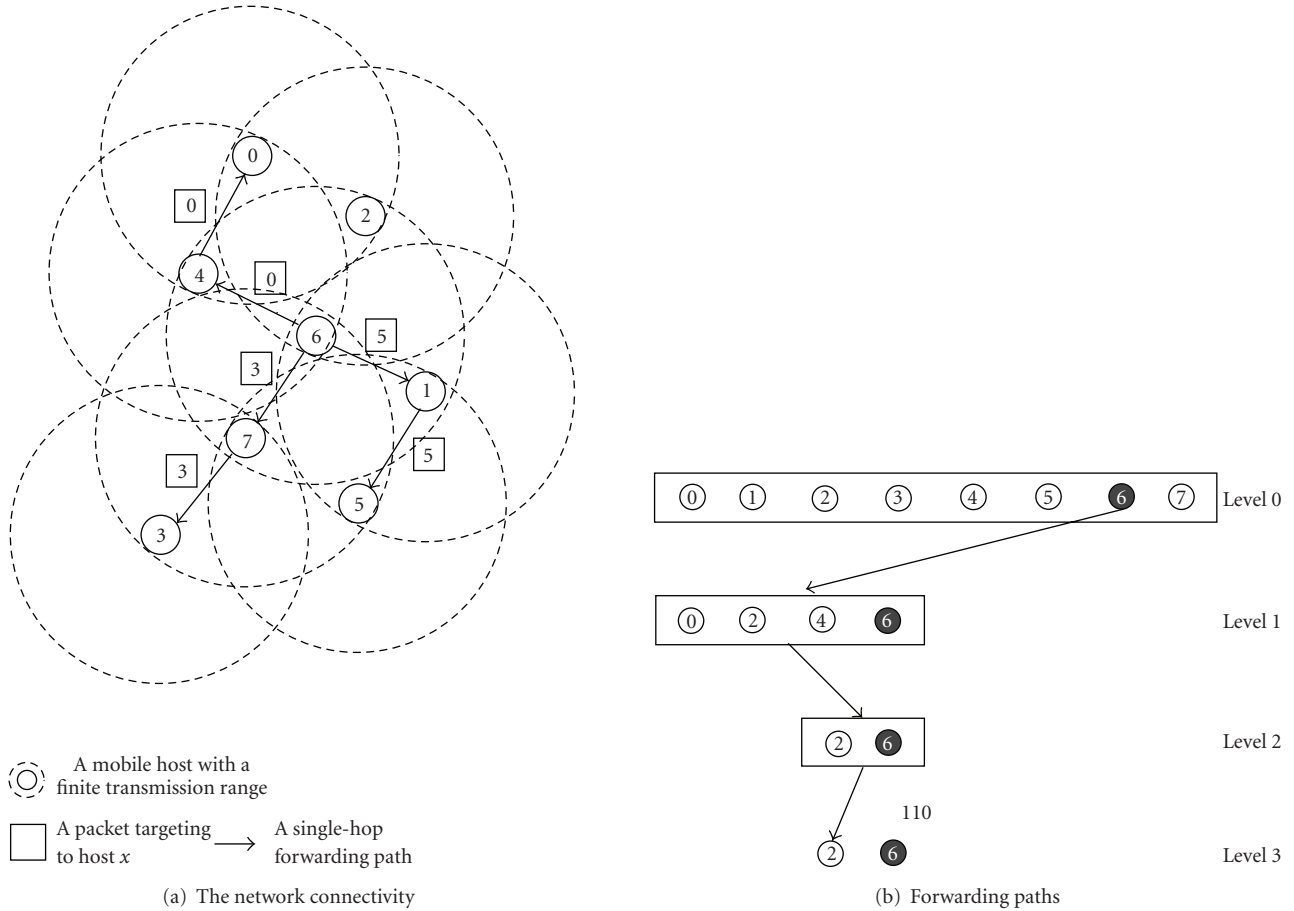 0
0
2
4
0
6
5
3
1
7
5
3
5
3
A mobile host with a
finite transmission range
A packet targeting
to host x
A single-hop
forwarding path
(a) The network connectivity
0 1 2 3 4 5 6 7 Level 0
0 2 4 6 Level 1
2 6 Level 2
110
2 6 Level 3
(b) Forwarding paths